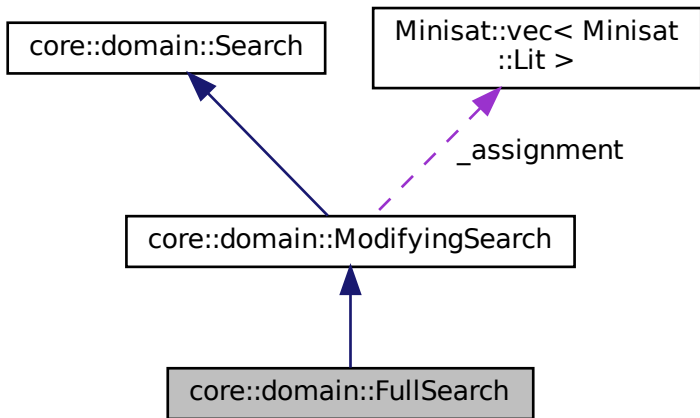 core::domain::Search
Minisat::vec< Minisat
::Lit >
_assignment
core::domain::ModifyingSearch
core::domain::FullSearch